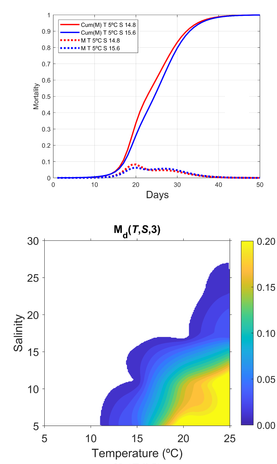 1
0.9
0.8
0.7
0.6
0.5
0.4
0.3
0.2
0.1
0
Mortality
Cum(M) T 5ºC S 14.8
Cum(M) T 5ºC S 15.6
M T 5ºC S 14.8
M T 5ºC S 15.6
0 10 20 30 40 50
Days
Md(T,S,3)
30
25
20
15
10
5
Salinity
5 10 15 20 25
Temperature (ºC)
0.20
0.15
0.10
0.05
0.00